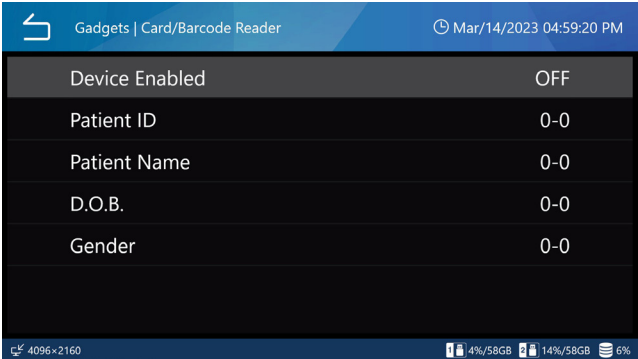 Gadgets | Card/Barcode Reader Mar/14/2023 04:59:20 PM
Device Enabled OFF
Patient ID 0-0
Patient Name 0-0
D.O.B. 0-0
Gender 0-0
4096×2160 1 4%/58GB 2 14%/58GB 6%